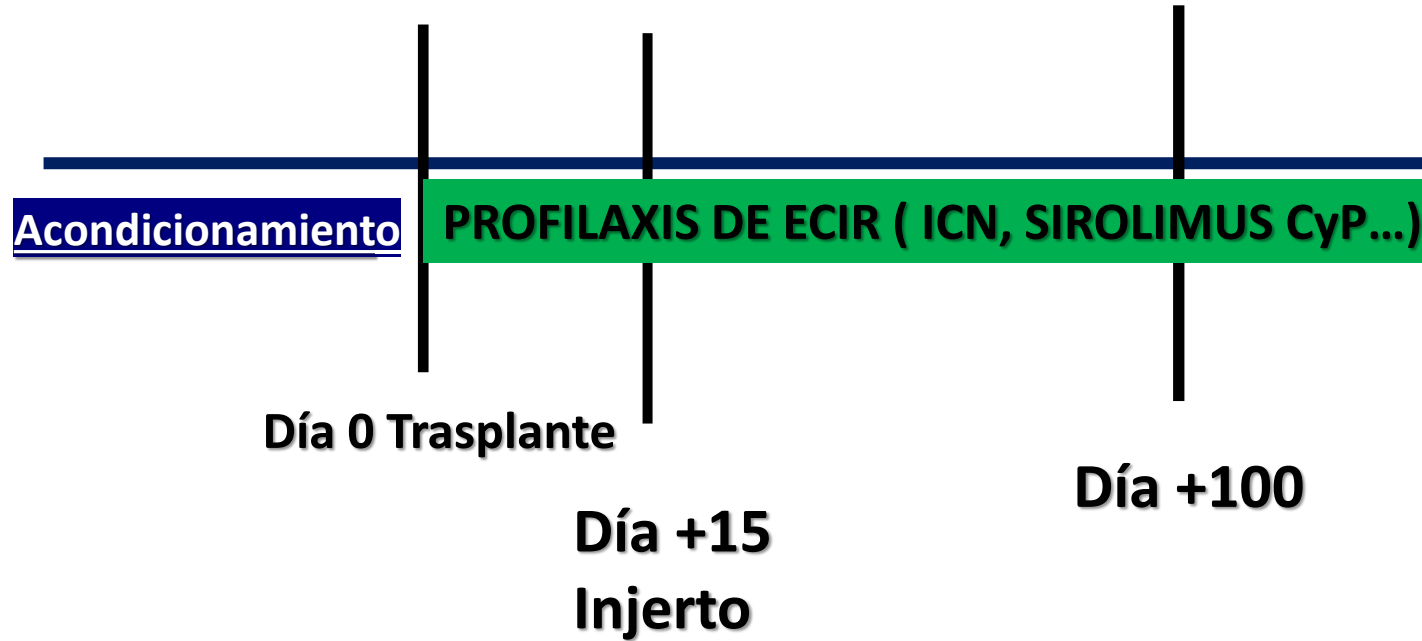 Acondicionamiento
PROFILAXIS DE ECIR ( ICN, SIROLIMUS CyP...)
Día 0 Trasplante
Día +15
Injerto
Día +100